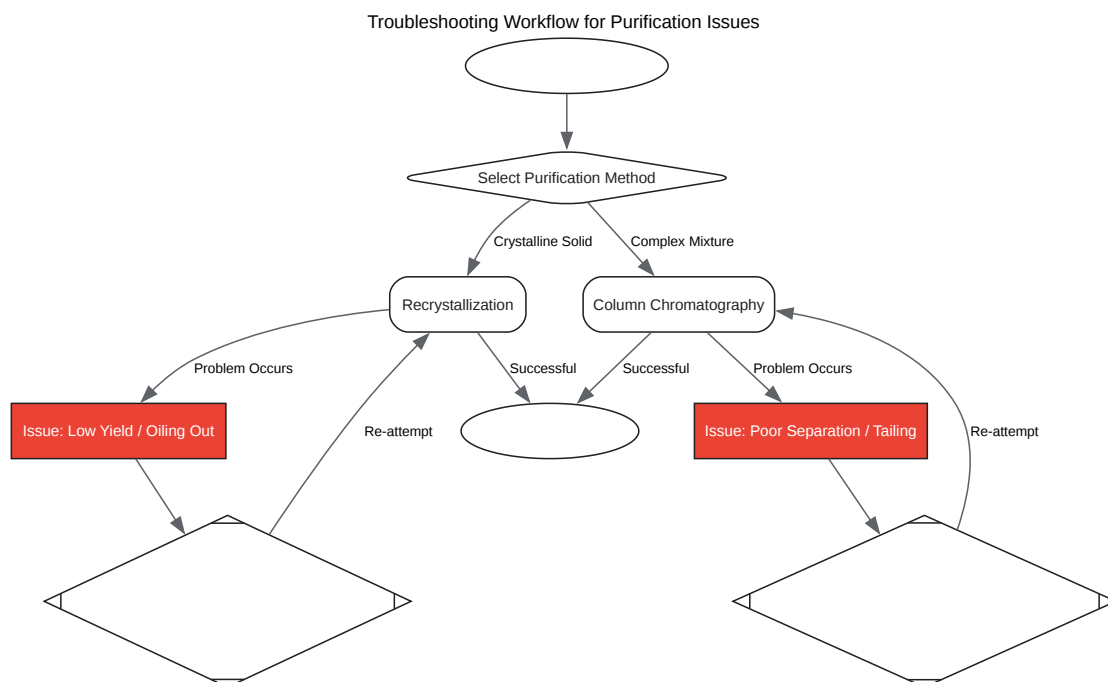 Troubleshooting Workflow for Purification Issues
Select Purification Method
Crystalline Solid
Complex Mixture
Recrystallization
Column Chromatography
Problem Occurs
Successful
Successful
Problem Occurs
Issue: Low Yield / Oiling Out
Re-attempt
Issue: Poor Separation / Tailing
Re-attempt